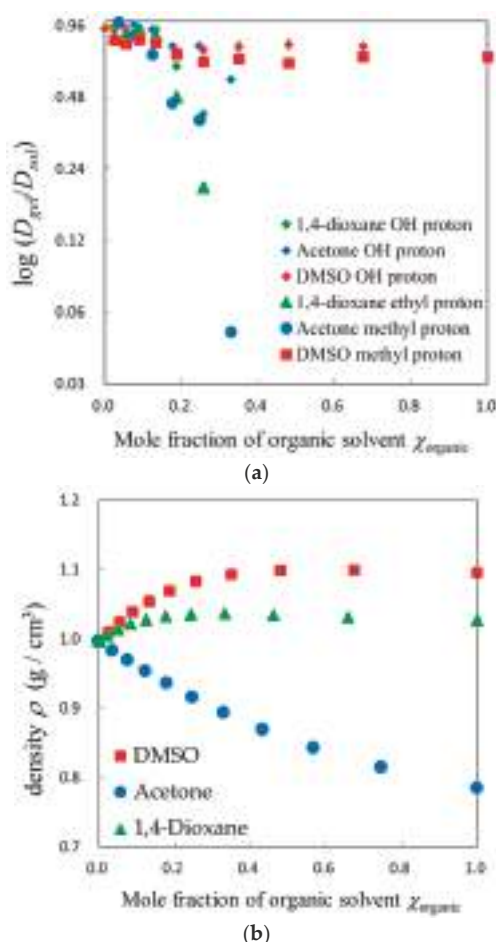 0.96
0.48
0.24
0.12
0.06
0.03
log (D_gel/D_sol)
1,4-dioxane OH proton
Acetone OH proton
DMSO OH proton
1,4-dioxane ethyl proton
Acetone methyl proton
DMSO methyl proton
0.0 0.2 0.4 0.6 0.8 1.0
Mole fraction of organic solvent χ_organic
(a)
1.2
1.1
1.0
0.9
0.8
0.7
density ρ (g / cm³)
DMSO
Acetone
1,4-Dioxane
0.0 0.2 0.4 0.6 0.8 1.0
Mole fraction of organic solvent χ_organic
(b)